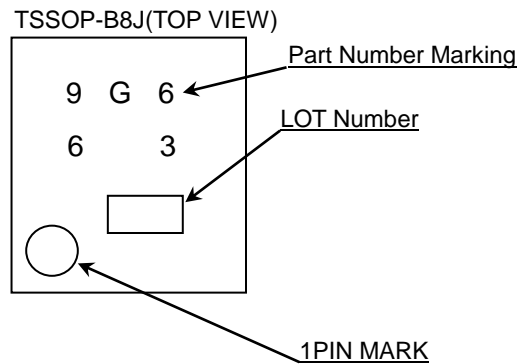 TSSOP-B8J(TOP VIEW)
Part Number Marking
9 G 6
LOT Number
6 3
1PIN MARK